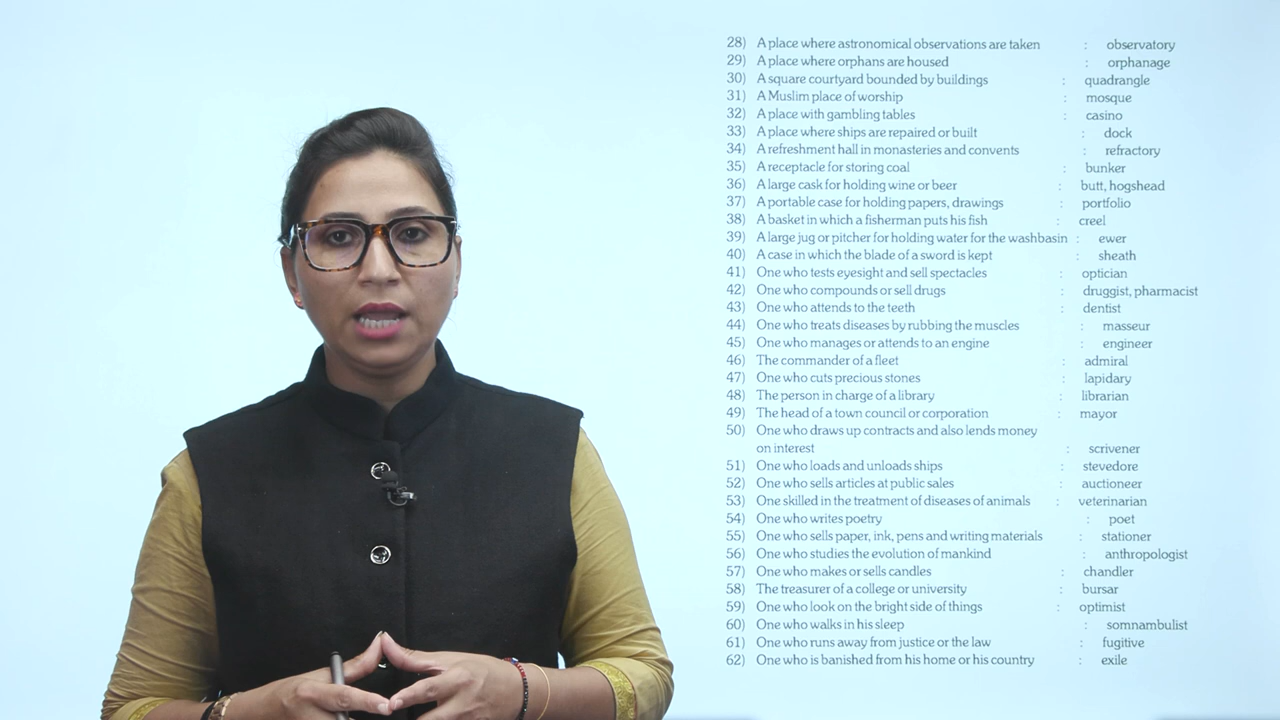 28) A place where astronomical observations are taken : observatory
29) A place where orphans are housed : orphanage
30) A square courtyard bounded by buildings : quadrangle
31) A Muslim place of worship : mosque
32) A place with gambling tables : casino
33) A place where ships are repaired or built : dock
34) A refreshment hall in monasteries and convents : refractory
35) A receptacle for storing coal : bunker
36) A large cask for holding wine or beer : butt, hogshead
37) A portable case for holding papers, drawings : portfolio
38) A basket in which a fisherman puts his fish : creel
39) A large jug or pitcher for holding water for the washbasin : ewer
40) A case in which the blade of a sword is kept : sheath
41) One who tests eyesight and sell spectacles : optician
42) One who compounds or sell drugs : druggist, pharmacist
43) One who attends to the teeth : dentist
44) One who treats diseases by rubbing the muscles : masseur
45) One who manages or attends to an engine : engineer
46) The commander of a fleet : admiral
47) One who cuts precious stones : lapidary
48) The person in charge of a library : librarian
49) The head of a town council or corporation : mayor
50) One who draws up contracts and also lends money
on interest : scrivener
51) One who loads and unloads ships : stevedore
52) One who sells articles at public sales : auctioneer
53) One skilled in the treatment of diseases of animals : veterinarian
54) One who writes poetry : poet
55) One who sells paper, ink, pens and writing materials : stationer
56) One who studies the evolution of mankind : anthropologist
57) One who makes or sells candles : chandler
58) The treasurer of a college or university : bursar
59) One who look on the bright side of things : optimist
60) One who walks in his sleep : somnambulist
61) One who runs away from justice or the law : fugitive
62) One who is banished from his home or his country : exile